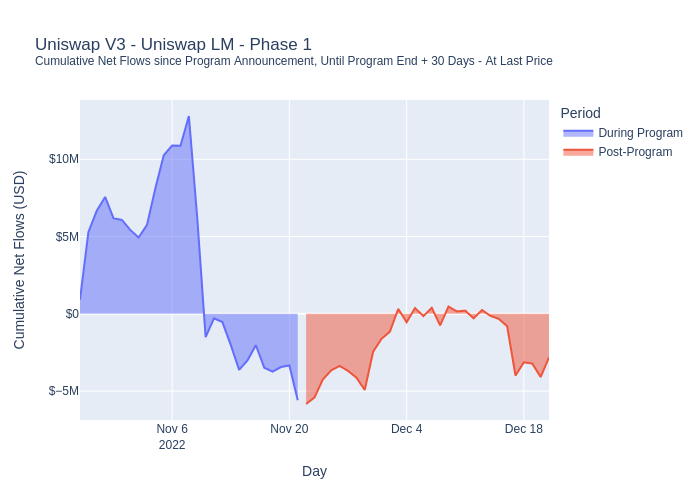 Uniswap V3 - Uniswap LM - Phase 1
Cumulative Net Flows since Program Announcement, Until Program End + 30 Days - At Last Price
Period
During Program
Post-Program
Cumulative Net Flows (USD)
$10M
$5M
$0
$−5M
Nov 6
2022
Nov 20
Dec 4
Dec 18
Day